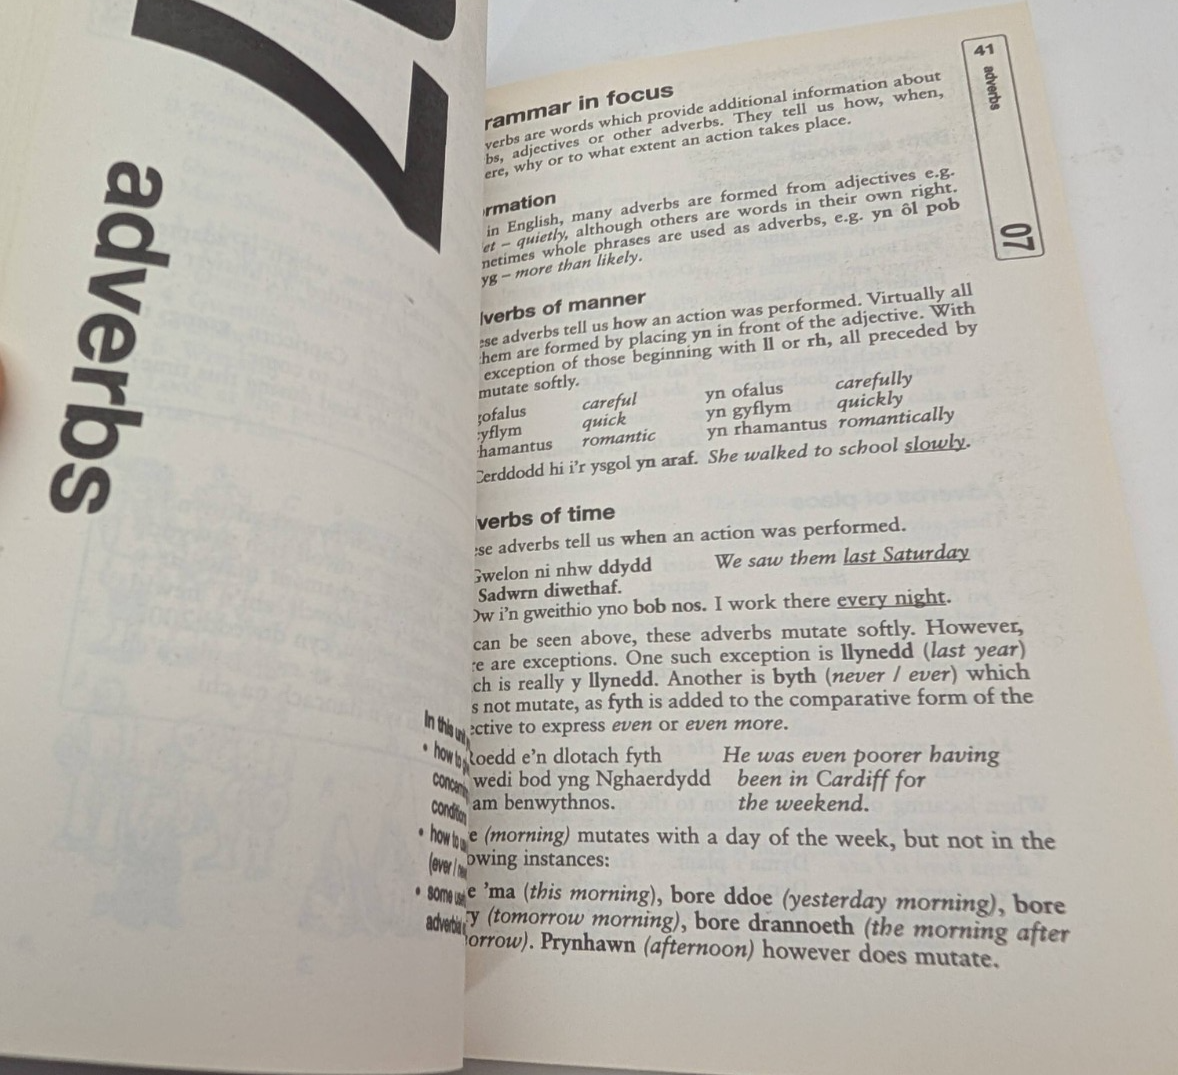 7
adverbs
In this
• how to
• how to
(ever /
• some
41
adverbs
07
rammar in focus
verbs are words which provide additional information about
bs, adjectives or other adverbs. They tell us how, when,
ere, why or to what extent an action takes place.
rmation
in English, many adverbs are formed from adjectives e.g.
et – quietly, although others are words in their own right.
netimes whole phrases are used as adverbs, e.g. yn ôl pob
yg – more than likely.
verbs of manner
ese adverbs tell us how an action was performed. Virtually all
hem are formed by placing yn in front of the adjective. With
exception of those beginning with ll or rh, all preceded by
mutate softly.
gofalus careful yn ofalus carefully
yflym quick yn gyflym quickly
hamantus romantic yn rhamantus romantically
Cerddodd hi i'r ysgol yn araf. She walked to school slowly.
verbs of time
se adverbs tell us when an action was performed.
Gwelon ni nhw ddydd We saw them last Saturday
Sadwrn diwethaf.
Dw i'n gweithio yno bob nos. I work there every night.
can be seen above, these adverbs mutate softly. However,
e are exceptions. One such exception is llynedd (last year)
ch is really y llynedd. Another is byth (never / ever) which
s not mutate, as fyth is added to the comparative form of the
ective to express even or even more.
Roedd e'n dlotach fyth He was even poorer having
wedi bod yng Nghaerdydd been in Cardiff for
am benwythnos. the weekend.
e (morning) mutates with a day of the week, but not in the
owing instances:
e 'ma (this morning), bore ddoe (yesterday morning), bore
y (tomorrow morning), bore drannoeth (the morning after
orrow). Prynhawn (afternoon) however does mutate.